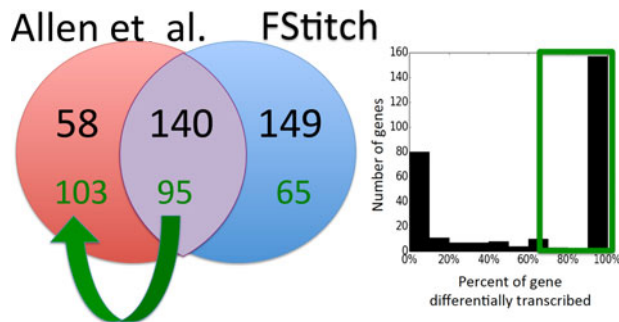 Allen et al. FStitch
58 140 149
103 95 65
Number of genes
160
140
120
100
80
60
40
20
0
0% 20% 40% 60% 80% 100%
Percent of gene
differentially transcribed